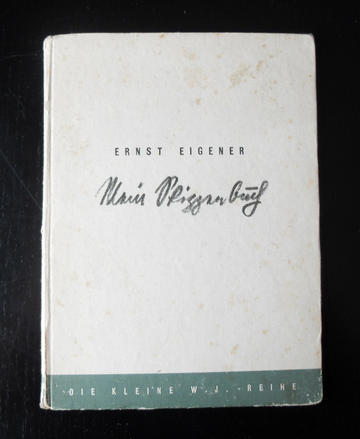 ERNST EIGENER
Mein Skizzenbuch
DIE KLEINE W.J.-REIHE